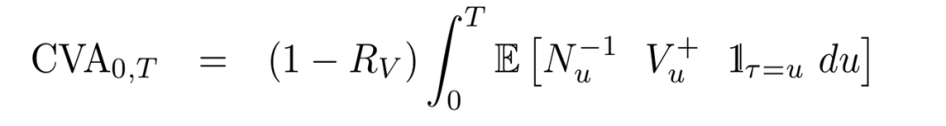 CVA_{0,T} = (1 − R_V) ∫_0^T 𝔼 [N_u^{−1} V_u^+ 𝟙_{τ=u} du]